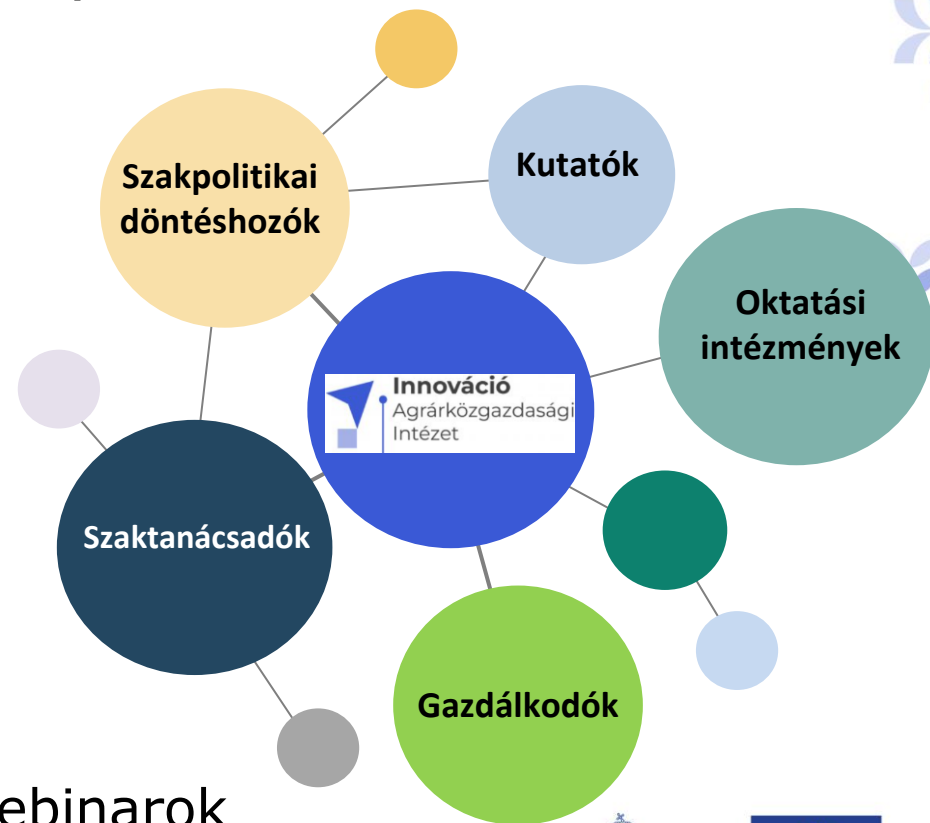 Szakpolitikai
döntéshozók
Kutatók
Oktatási
intézmények
Innováció
Agrárközgazdasági
Intézet
Szaktanácsadók
Gazdálkodók
ebinarok